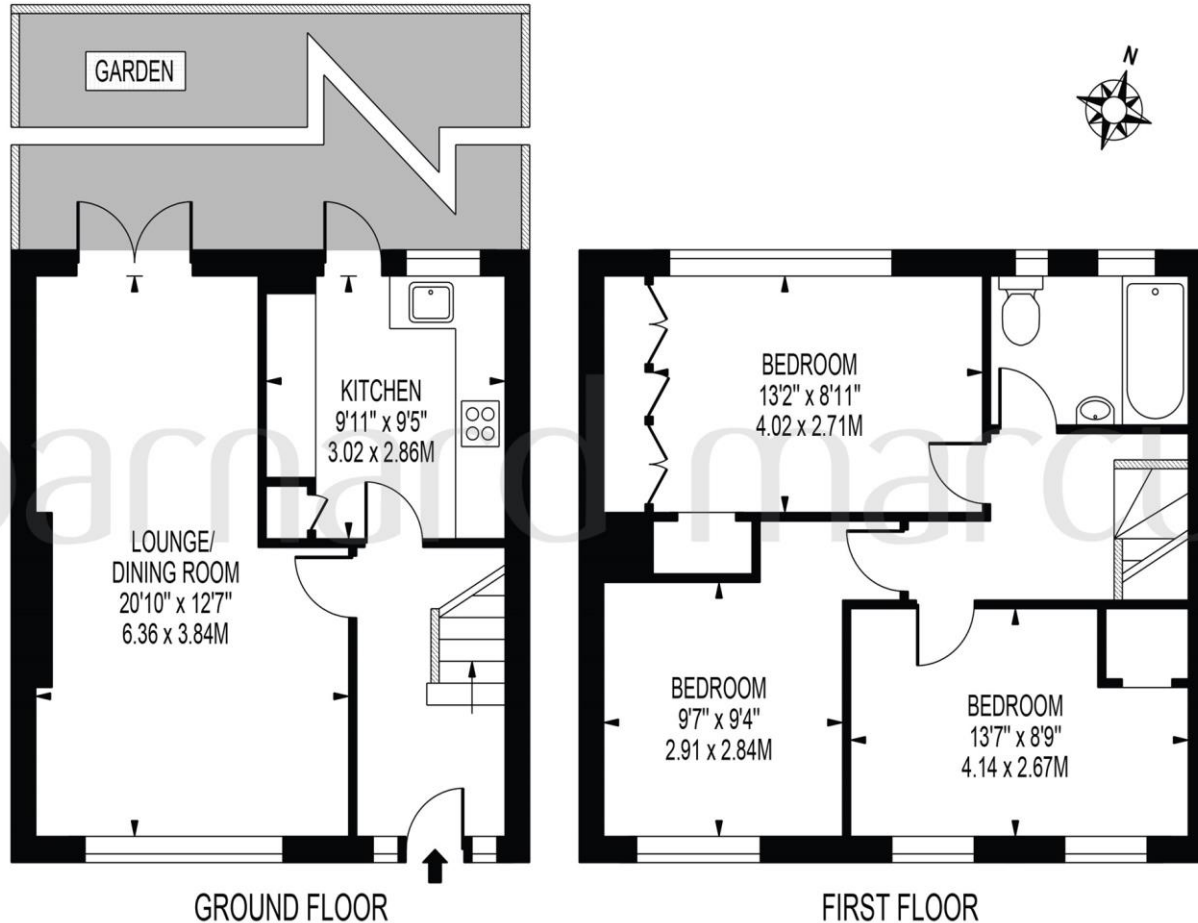 GARDEN
N
KITCHEN
9'11" x 9'5"
3.02 x 2.86M
LOUNGE/
DINING ROOM
20'10" x 12'7"
6.36 x 3.84M
GROUND FLOOR
BEDROOM
13'2" x 8'11"
4.02 x 2.71M
BEDROOM
9'7" x 9'4"
2.91 x 2.84M
BEDROOM
13'7" x 8'9"
4.14 x 2.67M
FIRST FLOOR
barnard marcu